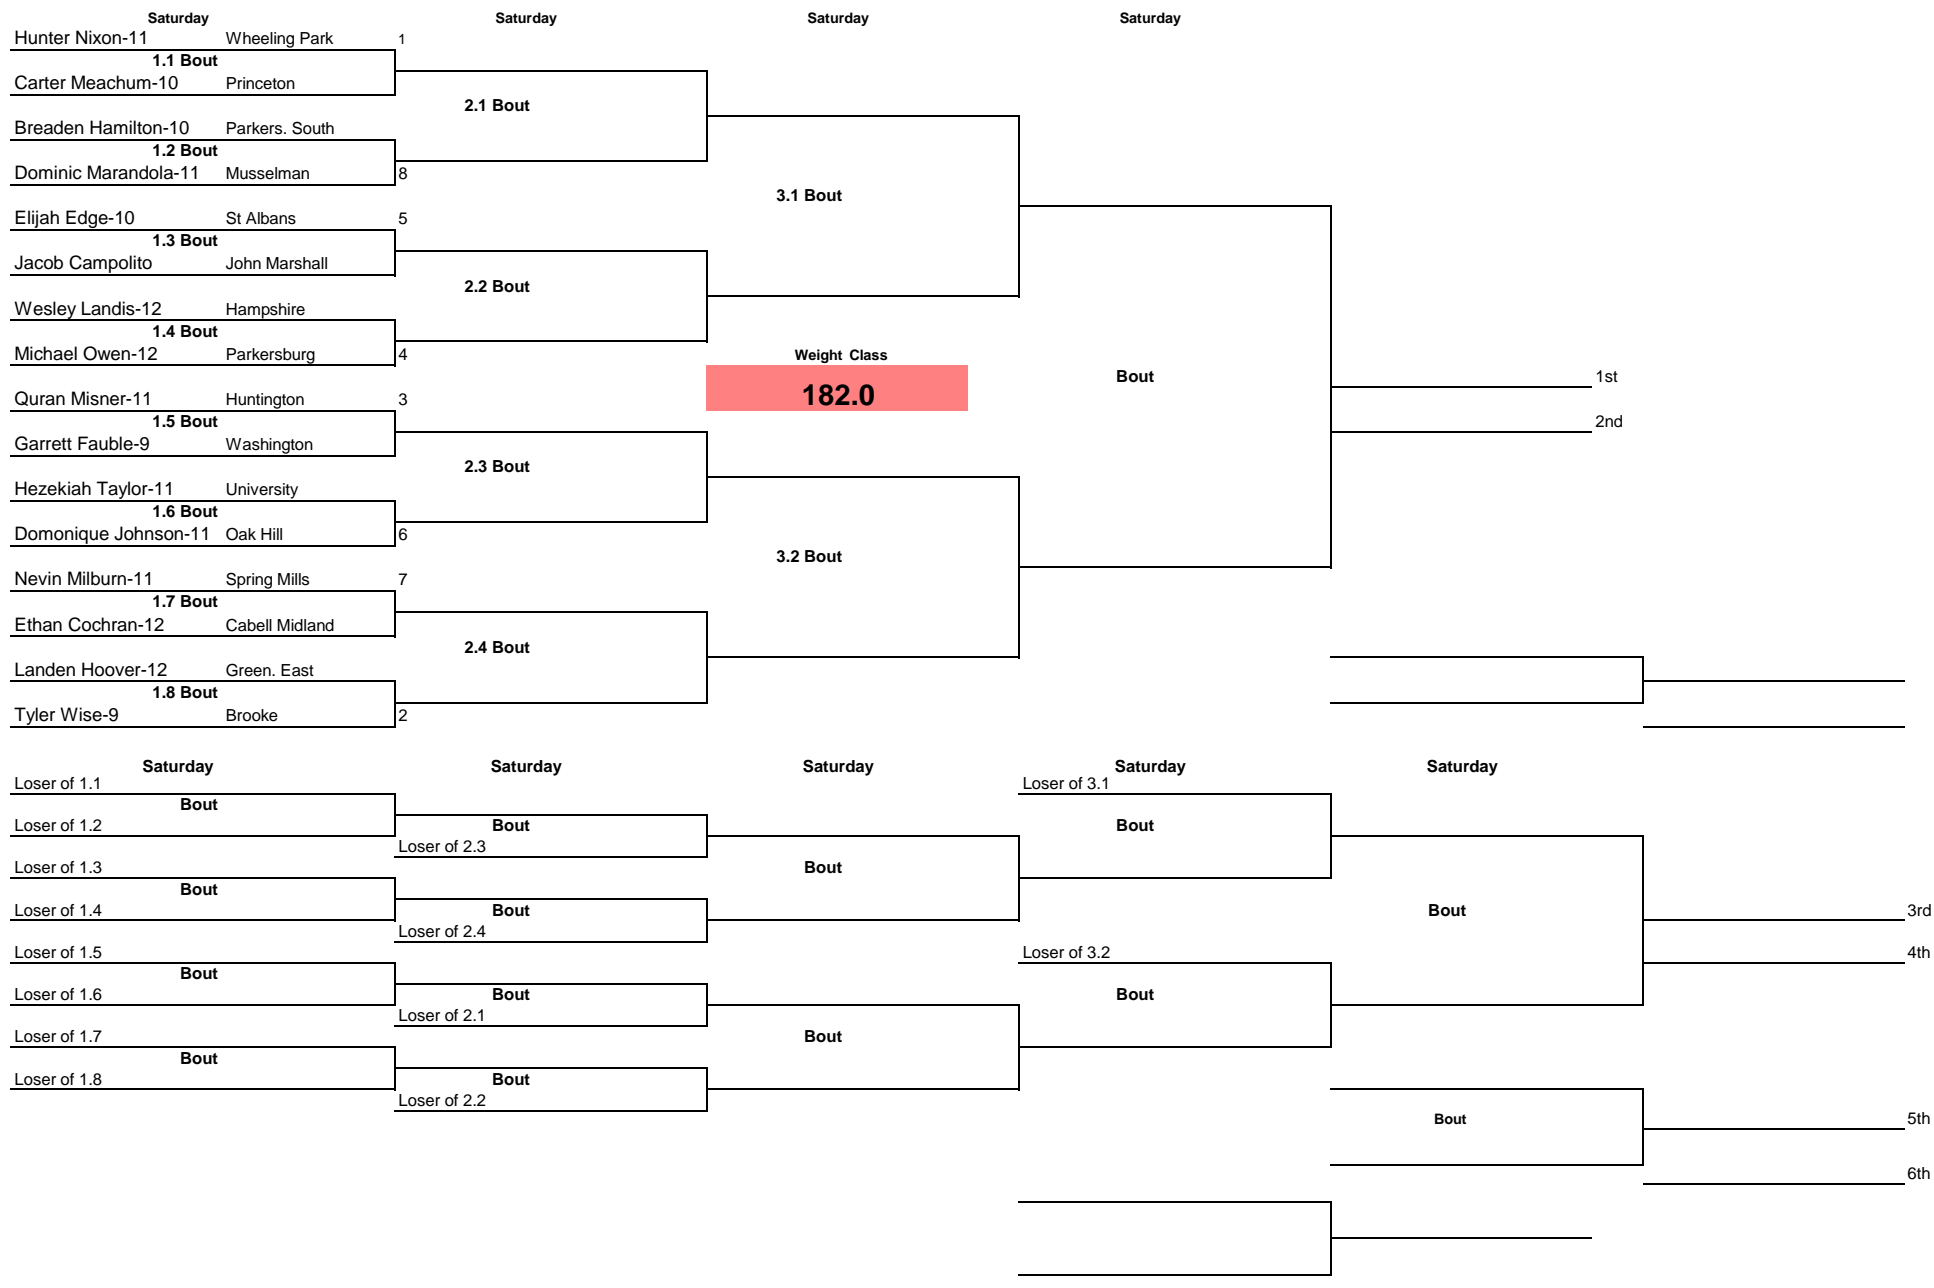 Saturday Saturday Saturday Saturday
Hunter Nixon-11 Wheeling Park 1
1.1 Bout
Carter Meachum-10 Princeton
2.1 Bout
Breaden Hamilton-10 Parkers. South
1.2 Bout
Dominic Marandola-11 Musselman 8
3.1 Bout
Elijah Edge-10 St Albans 5
1.3 Bout
Jacob Campolito John Marshall
2.2 Bout
Wesley Landis-12 Hampshire
1.4 Bout
Michael Owen-12 Parkersburg 4
Weight Class
Bout 1st
182.0
Quran Misner-11 Huntington 3
1.5 Bout 2nd
Garrett Fauble-9 Washington
2.3 Bout
Hezekiah Taylor-11 University
1.6 Bout
Domonique Johnson-11 Oak Hill 6
3.2 Bout
Nevin Milburn-11 Spring Mills 7
1.7 Bout
Ethan Cochran-12 Cabell Midland
2.4 Bout
Landen Hoover-12 Green. East
1.8 Bout
Tyler Wise-9 Brooke 2
Saturday Saturday Saturday Saturday Saturday
Loser of 1.1 Loser of 3.1
Bout
Loser of 1.2 Bout Bout
Loser of 2.3
Loser of 1.3 Bout
Bout
Loser of 1.4 Bout Bout 3rd
Loser of 2.4
Loser of 1.5 Loser of 3.2 4th
Bout
Loser of 1.6 Bout Bout
Loser of 2.1
Loser of 1.7 Bout
Bout
Loser of 1.8 Bout
Loser of 2.2
Bout 5th
6th